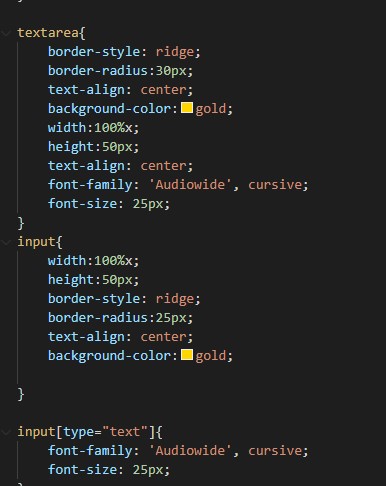 textarea{
border-style: ridge;
border-radius:30px;
text-align: center;
background-color:gold;
width:100%x;
height:50px;
text-align: center;
font-family: 'Audiowide', cursive;
font-size: 25px;
}
input{
width:100%x;
height:50px;
border-style: ridge;
border-radius:25px;
text-align: center;
background-color:gold;
}
input[type="text"]{
font-family: 'Audiowide', cursive;
font-size: 25px;